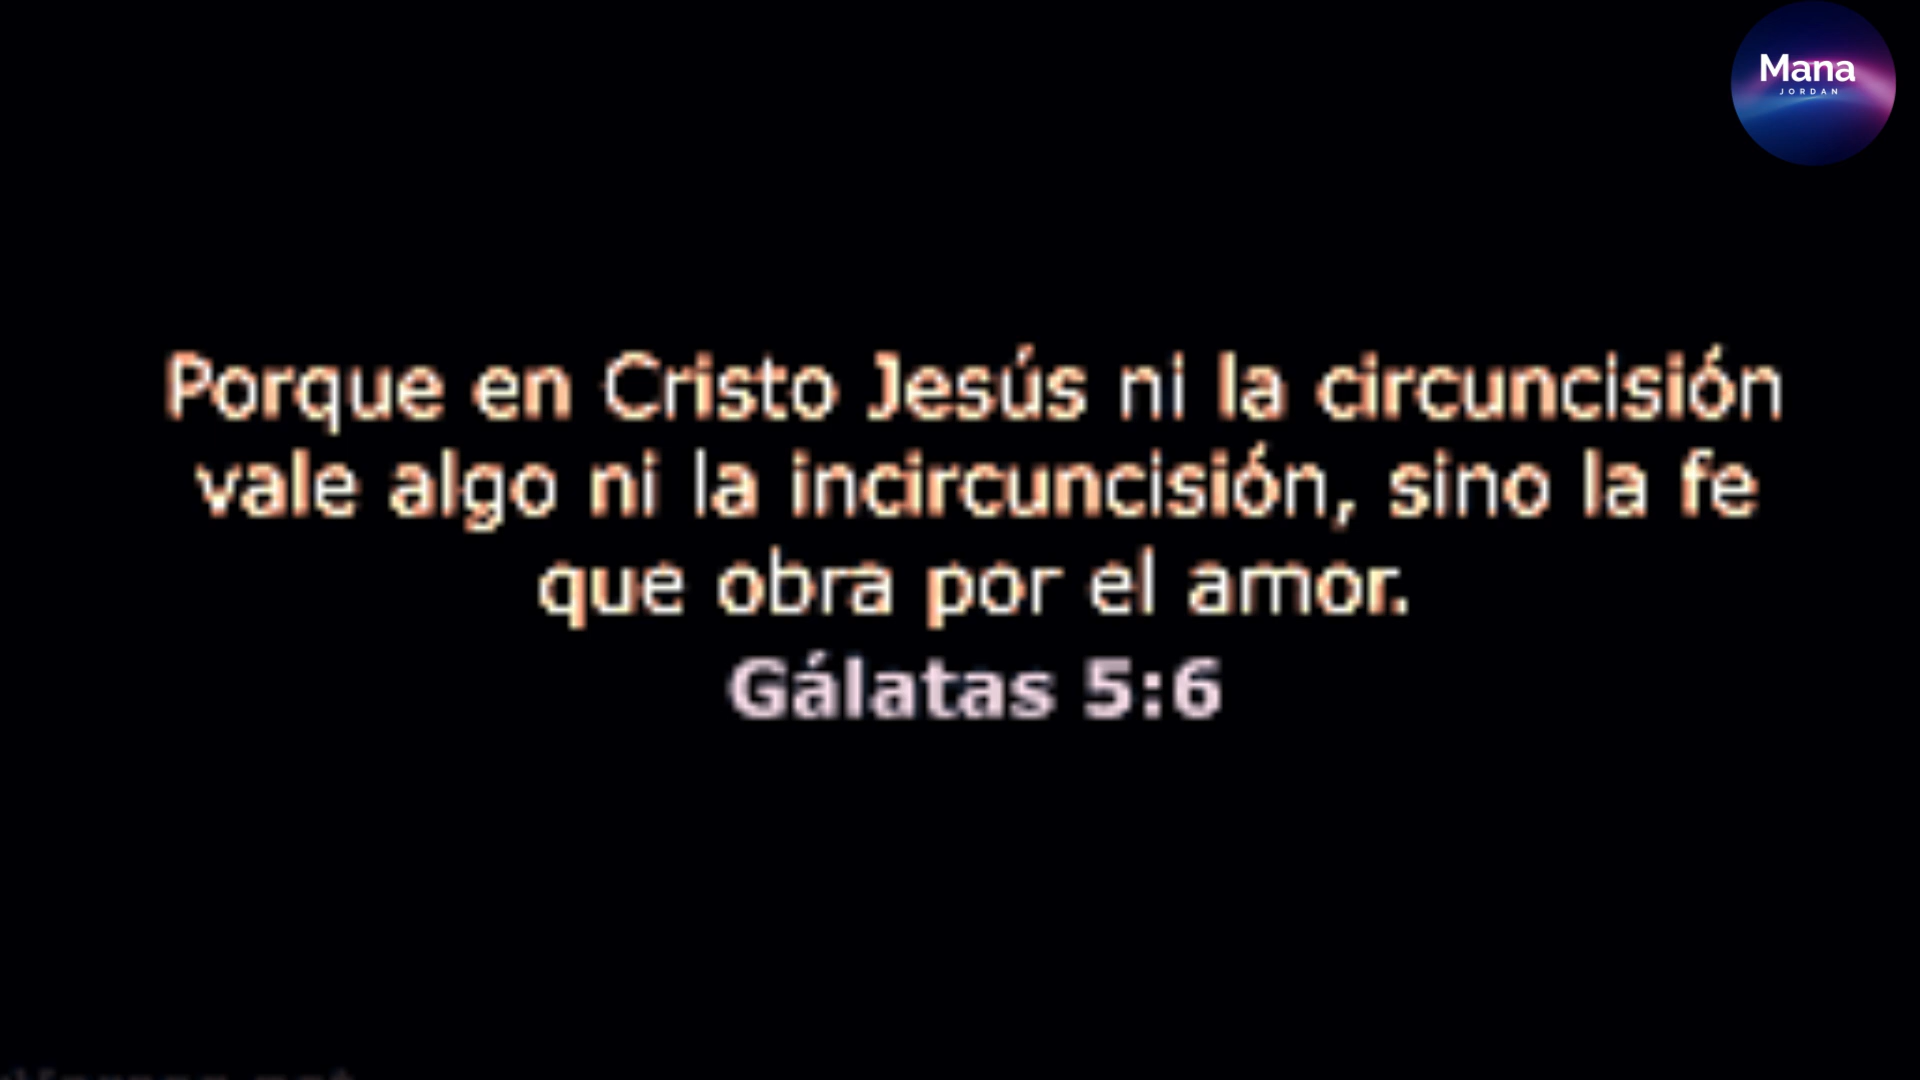 Mana
JORDAN
Porque en Cristo Jesús ni la circuncisión
vale algo ni la incircuncisión, sino la fe
que obra por el amor.
Gálatas 5:6